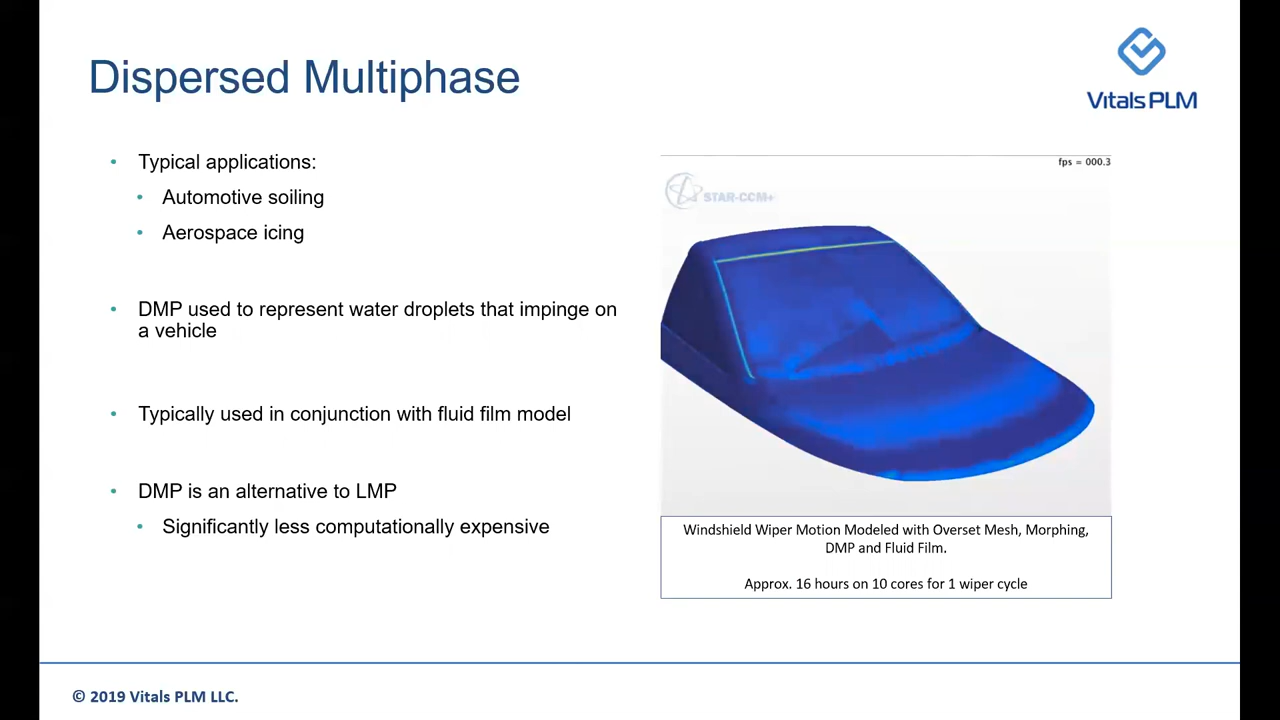 Dispersed Multiphase
Vitals PLM
• Typical applications:
• Automotive soiling
• Aerospace icing
• DMP used to represent water droplets that impinge on
a vehicle
• Typically used in conjunction with fluid film model
• DMP is an alternative to LMP
• Significantly less computationally expensive
fps = 000.3
STAR-CCM+
Windshield Wiper Motion Modeled with Overset Mesh, Morphing,
DMP and Fluid Film.
Approx. 16 hours on 10 cores for 1 wiper cycle
© 2019 Vitals PLM LLC.